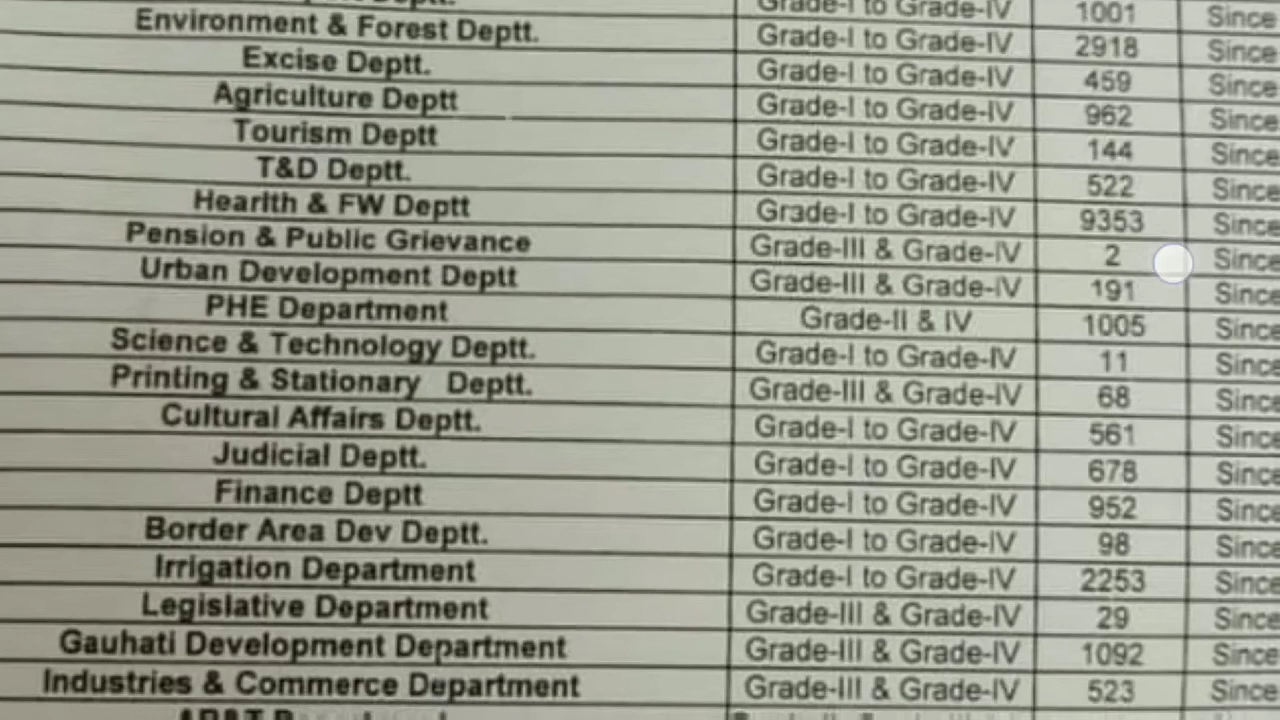 Deptt. Grade-I to Grade-IV 1001 Since
Environment & Forest Deptt. Grade-I to Grade-IV 2918 Since
Excise Deptt. Grade-I to Grade-IV 459 Since
Agriculture Deptt Grade-I to Grade-IV 962 Since
Tourism Deptt Grade-I to Grade-IV 144 Since
T&D Deptt. Grade-I to Grade-IV 522 Since
Hearlth & FW Deptt Grade-I to Grade-IV 9353 Since
Pension & Public Grievance Grade-III & Grade-IV 2 Since
Urban Development Deptt Grade-III & Grade-IV 191 Since
PHE Department Grade-II & IV 1005 Since
Science & Technology Deptt. Grade-I to Grade-IV 11 Since
Printing & Stationary Deptt. Grade-III & Grade-IV 68 Since
Cultural Affairs Deptt. Grade-I to Grade-IV 561 Since
Judicial Deptt. Grade-I to Grade-IV 678 Since
Finance Deptt Grade-I to Grade-IV 952 Since
Border Area Dev Deptt. Grade-I to Grade-IV 98 Since
Irrigation Department Grade-I to Grade-IV 2253 Since
Legislative Department Grade-III & Grade-IV 29 Since
Gauhati Development Department Grade-III & Grade-IV 1092 Since
Industries & Commerce Department Grade-III & Grade-IV 523 Since